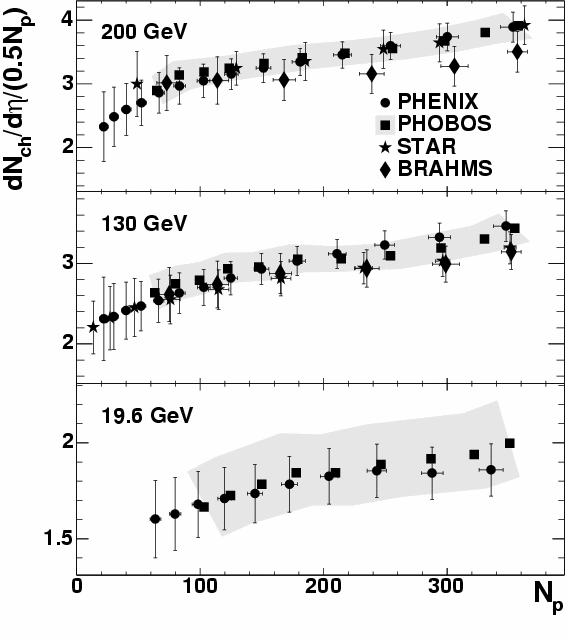 dN_ch/dη/(0.5N_p)
200 GeV
4
3
2
PHENIX
PHOBOS
STAR
BRAHMS
130 GeV
3
2
19.6 GeV
2
1.5
0 100 200 300
N_p